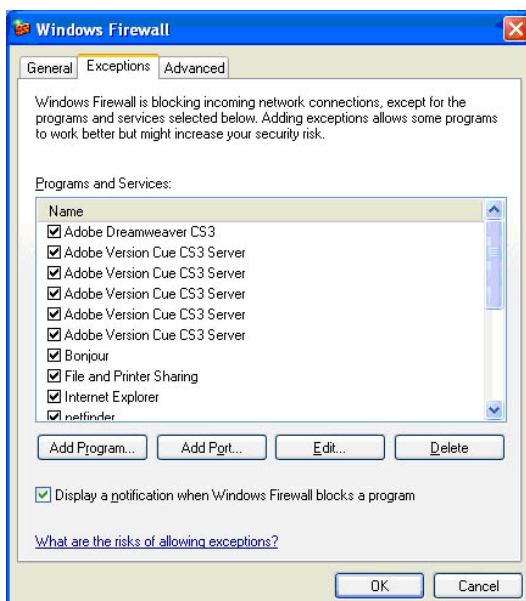 Windows Firewall
General Exceptions Advanced
Windows Firewall is blocking incoming network connections, except for the
programs and services selected below. Adding exceptions allows some programs
to work better but might increase your security risk.
Programs and Services:
Name
Adobe Dreamweaver CS3
Adobe Version Cue CS3 Server
Adobe Version Cue CS3 Server
Adobe Version Cue CS3 Server
Adobe Version Cue CS3 Server
Adobe Version Cue CS3 Server
Bonjour
File and Printer Sharing
Internet Explorer
netfinder
Add Program... Add Port... Edit... Delete
Display a notification when Windows Firewall blocks a program
What are the risks of allowing exceptions?
OK Cancel